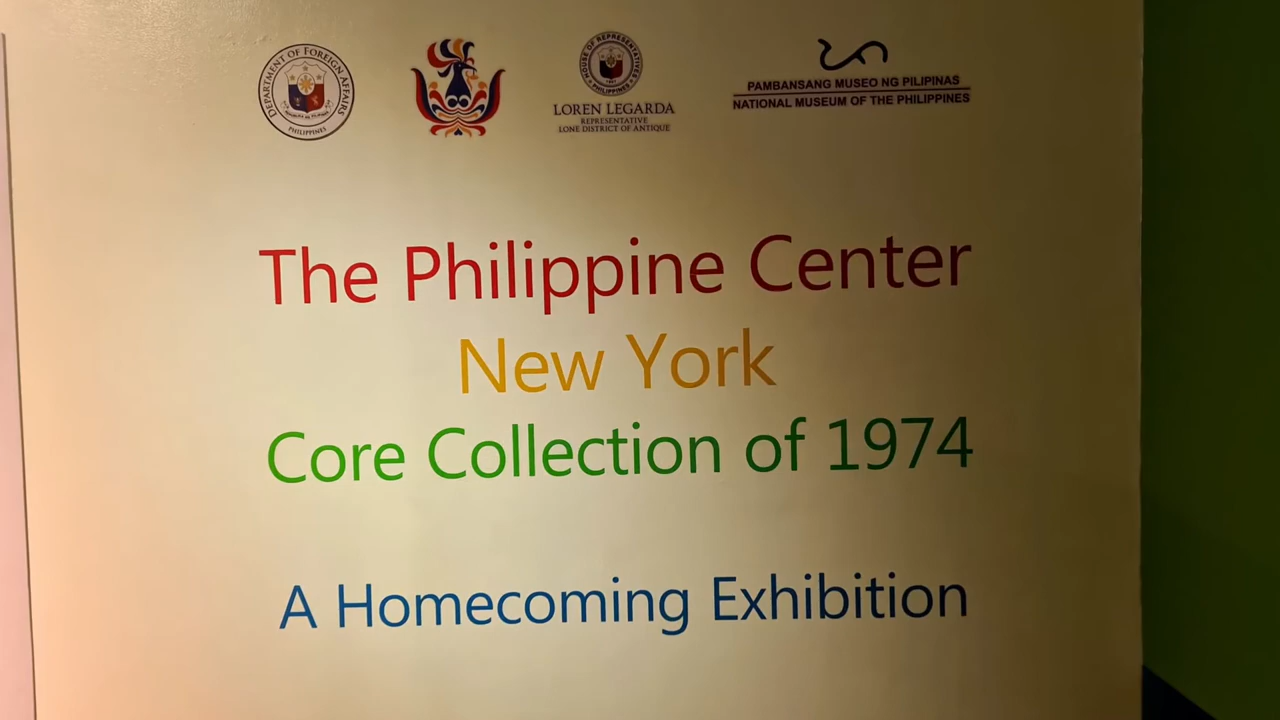 DEPARTMENT OF FOREIGN AFFAIRS
PHILIPPINES
HOUSE OF REPRESENTATIVES
PHILIPPINES
LOREN LEGARDA
REPRESENTATIVE
LONE DISTRICT OF ANTIQUE
PAMBANSANG MUSEO NG PILIPINAS
NATIONAL MUSEUM OF THE PHILIPPINES
The Philippine Center
New York
Core Collection of 1974
A Homecoming Exhibition